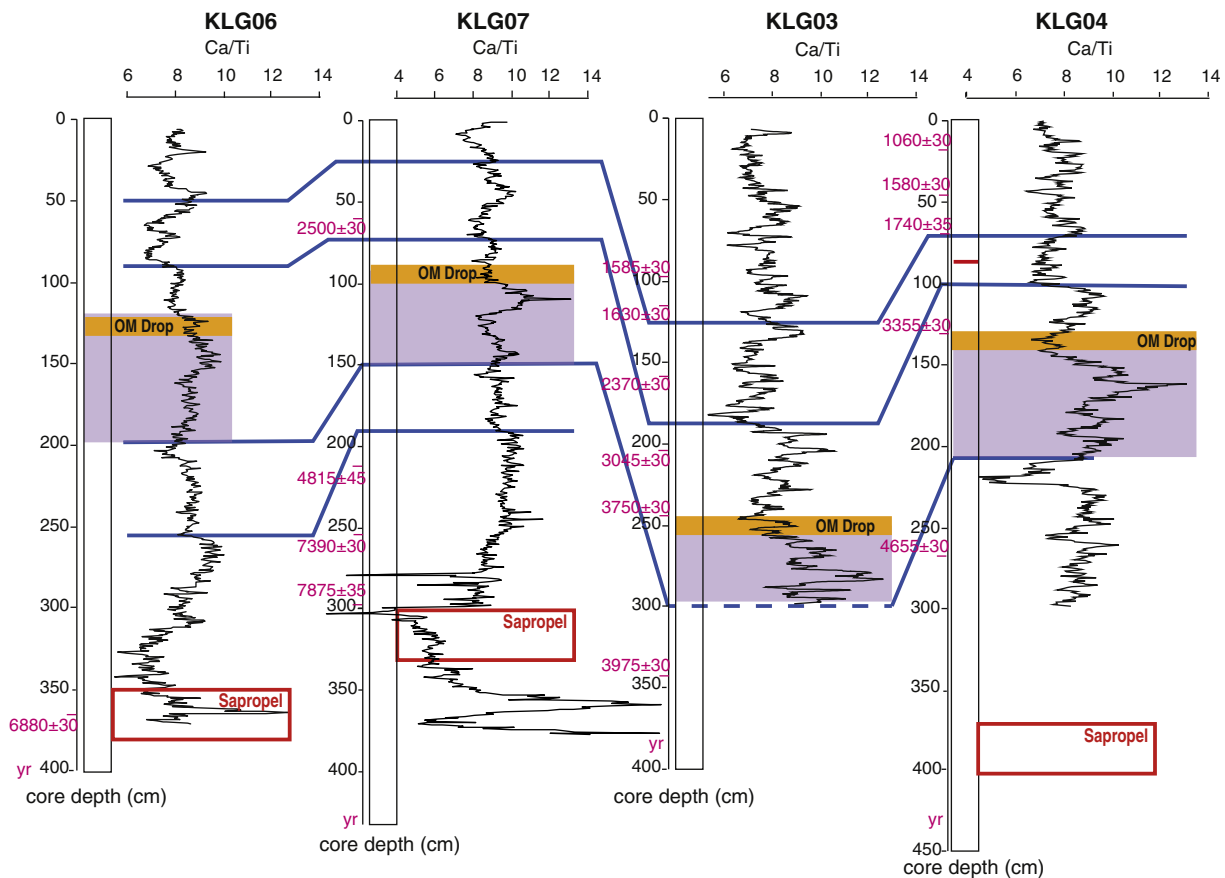 KLG06
Ca/Ti
6 8 10 12 14
0
50
100
150
200
250
300
350
400
OM Drop
Sapropel
6880±30
yr
core depth (cm)
KLG07
Ca/Ti
4 6 8 10 12 14
0
50
100
150
200
250
300
350
400
2500±30
4815±45
7390±30
7875±35
OM Drop
Sapropel
yr
core depth (cm)
KLG03
Ca/Ti
6 8 10 12 14
0
50
100
150
200
250
300
350
400
1585±30
1630±30
2370±30
3045±30
3750±30
3975±30
OM Drop
yr
core depth (cm)
KLG04
Ca/Ti
4 6 8 10 12 14
0
50
100
150
200
250
300
350
400
450
1060±30
1580±30
1740±35
3355±30
4655±30
OM Drop
Sapropel
yr
core depth (cm)